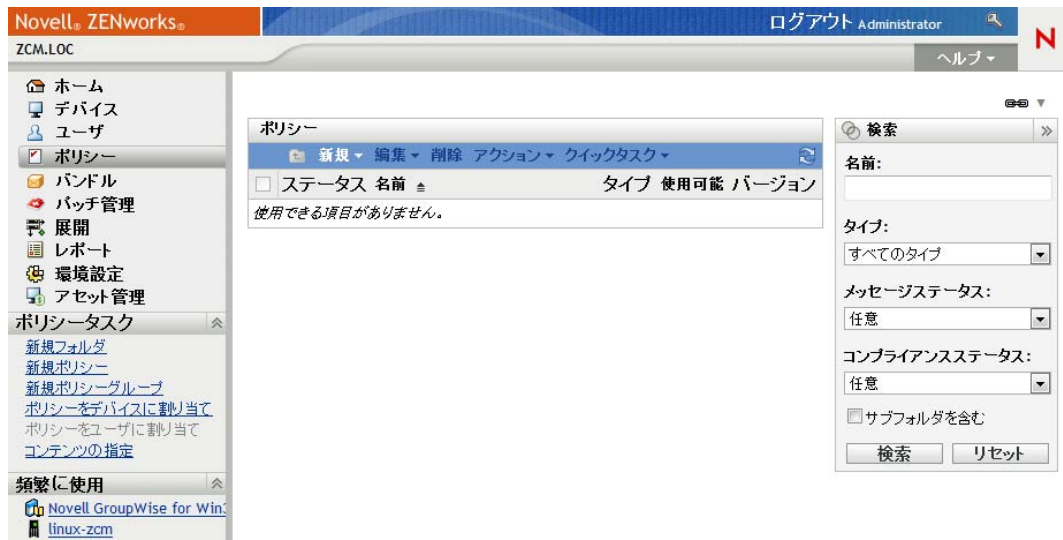 Novell® ZENworks®
ログアウト Administrator
N
ZCM.LOC
ヘルプ
ホーム
デバイス
ユーザ
ポリシー
バンドル
パッチ管理
展開
レポート
環境設定
アセット管理
ポリシータスク
新規フォルダ
新規ポリシー
新規ポリシーグループ
ポリシーをデバイスに割り当て
ポリシーをユーザに割り当て
コンテンツの指定
頻繁に使用
Novell GroupWise for Win
linux-zcm
ポリシー
新規 編集 削除 アクション クイックタスク
ステータス 名前 タイプ 使用可能 バージョン
使用できる項目がありません。
検索
名前:
タイプ:
すべてのタイプ
メッセージステータス:
任意
コンプライアンスステータス:
任意
サブフォルダを含む
検索 リセット